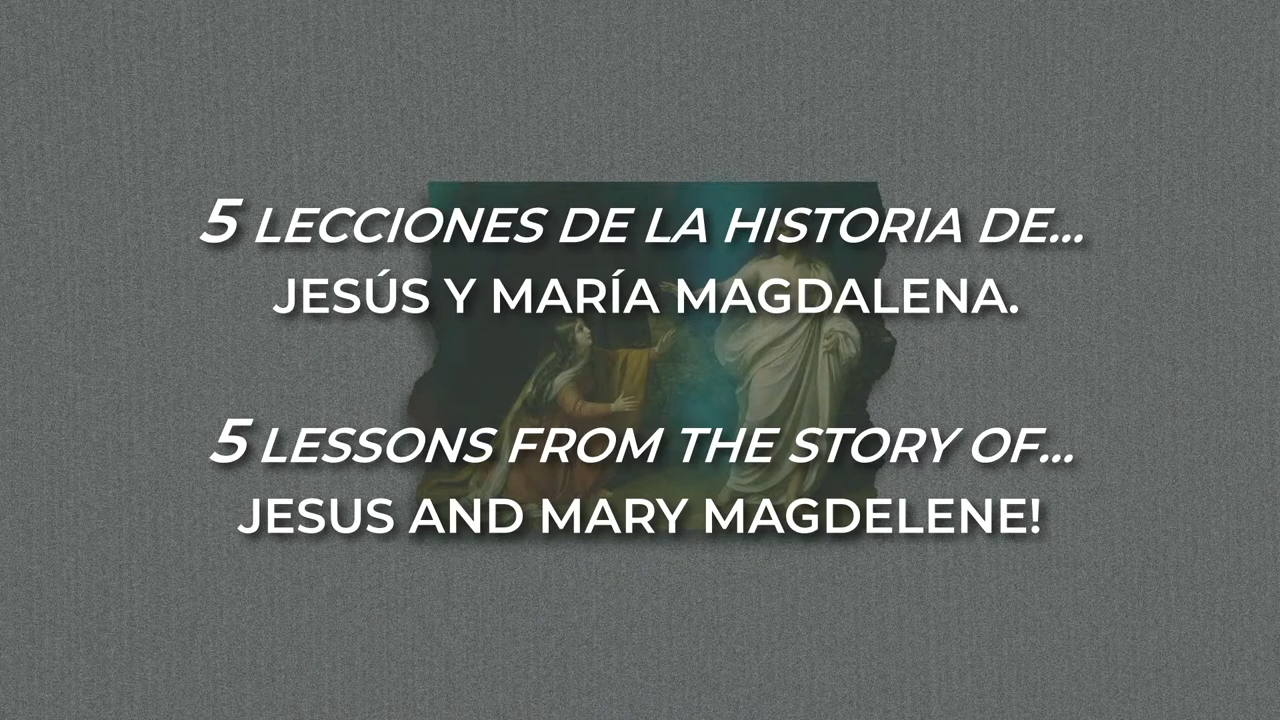 5 LECCIONES DE LA HISTORIA DE...
JESÚS Y MARÍA MAGDALENA.
5 LESSONS FROM THE STORY OF...
JESUS AND MARY MAGDELENE!